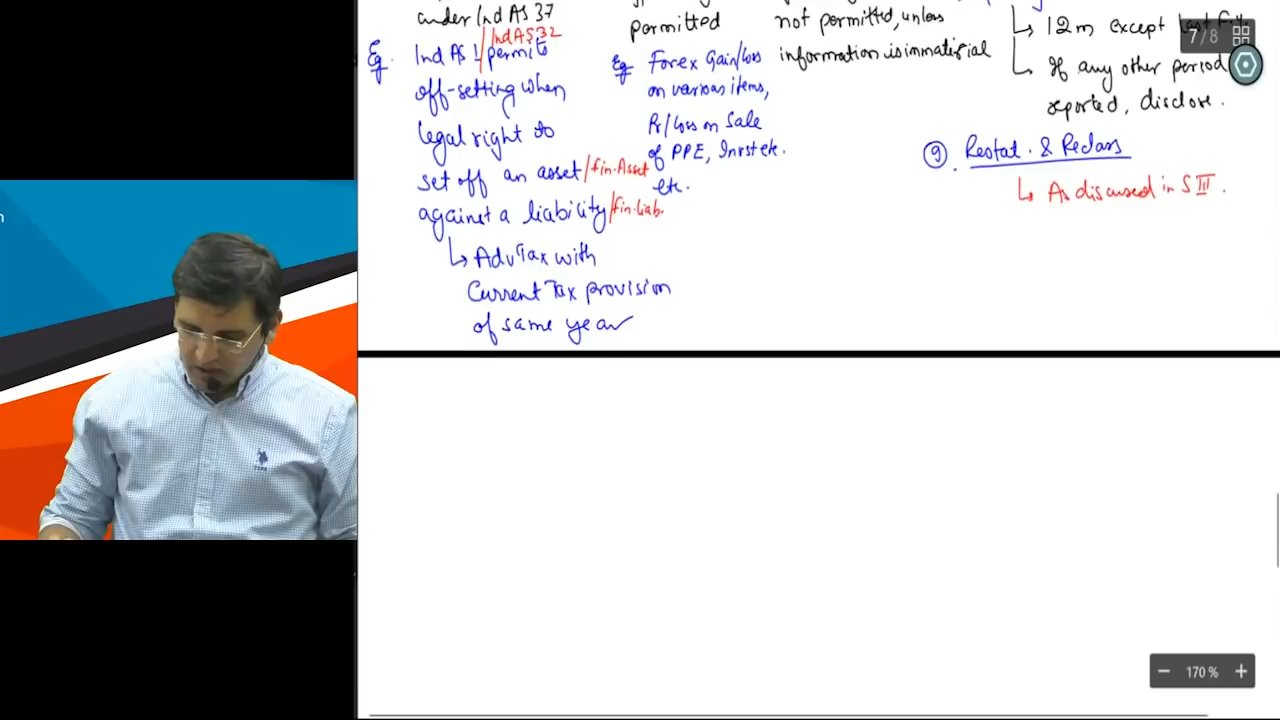 under Ind AS 37
/Ind AS 32
Eg. Ind AS 1 permits
off-setting when
legal right to
set off an asset /fin. Asset
against a liability /fin. liab.
↳ Adv Tax with
Current Tax provision
of same year
permitted
Eg Forex Gain/Loss
on various items,
Pr/Loss on Sale
of PPE, Invst etc.
etc.
not permitted, unless
information is immaterial
↳ 12m except last
↳ If any other period
reported, disclose.
⑨. Restat. & Reclass
↳ As discussed in S III.
7/8
n
− 170 % +